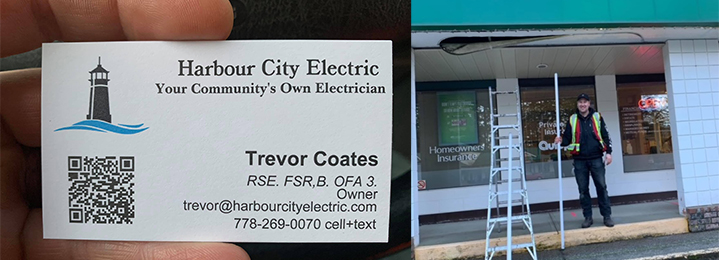 Harbour City Electric
Your Community's Own Electrician
Trevor Coates
RSE. FSR,B. OFA 3.
Owner
trevor@harbourcityelectric.com
778-269-0070 cell+text
Homeowners
Insurance
Insurance